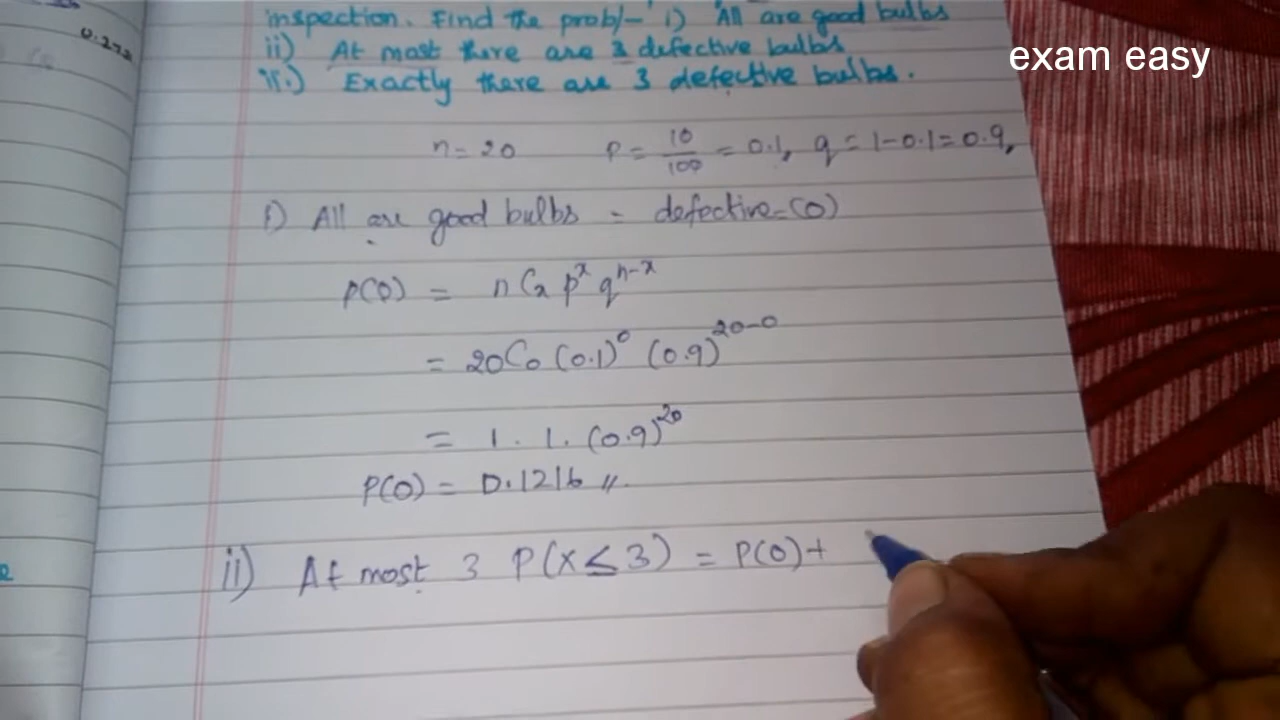 inspection. Find the prob/- i) All are good bulbs
ii) At most there are 3 defective bulbs
iii.) Exactly there are 3 defective bulbs.
exam easy
n = 20 P = 10/100 = 0.1, q = 1-0.1 = 0.9,
i) All are good bulbs = defective = (0)
P(0) = nCx p^x q^n-x
= 20C0 (0.1)^0 (0.9)^20-0
= 1 . 1 . (0.9)^20
P(0) = 0.1216 //.
ii) At most 3 P(X ≤ 3) = P(0) +